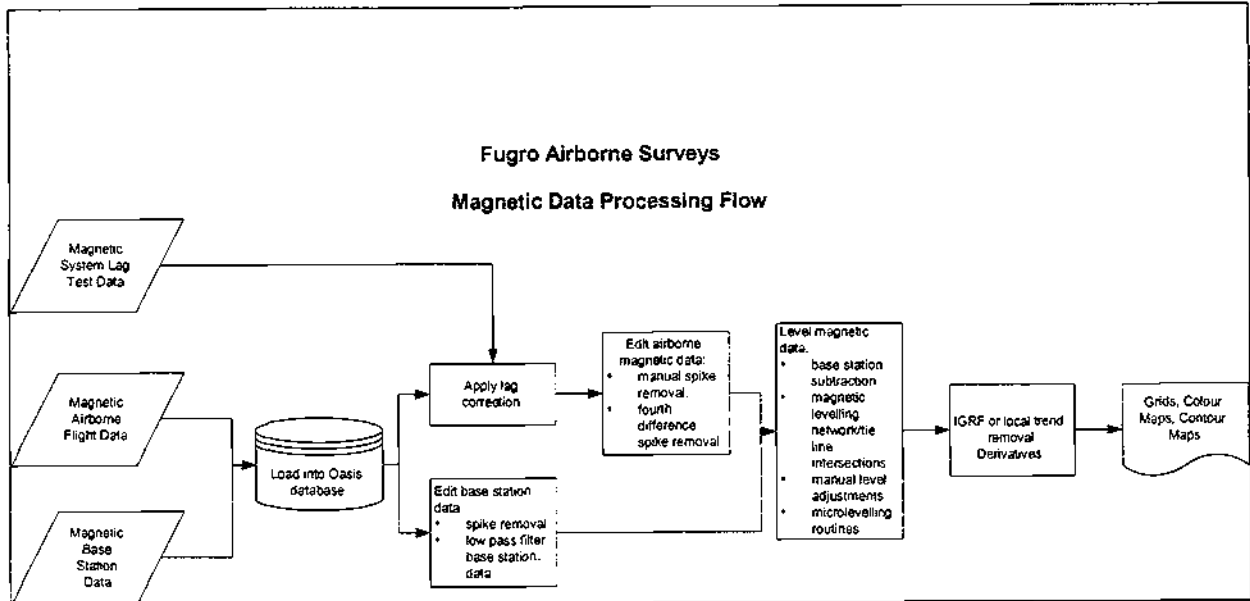 Fugro Airborne Surveys
Magnetic Data Processing Flow
Magnetic
System Lag
Test Data
Magnetic
Airborne
Flight Data
Magnetic
Base
Station
Data
Load into Oasis
database
Apply lag
correction
Edit base station
data
• spike removal
• low pass filter
base station.
data
Edit airborne
magnetic data:
• manual spike
removal.
• fourth
difference
spike removal
Level magnetic
data.
• base station
subtraction
• magnetic
levelling
network/tie
line
intersections
• manual level
adjustments
• microlevelling
routines
IGRF or local trend
removal
Derivatives
Grids, Colour
Maps, Contour
Maps